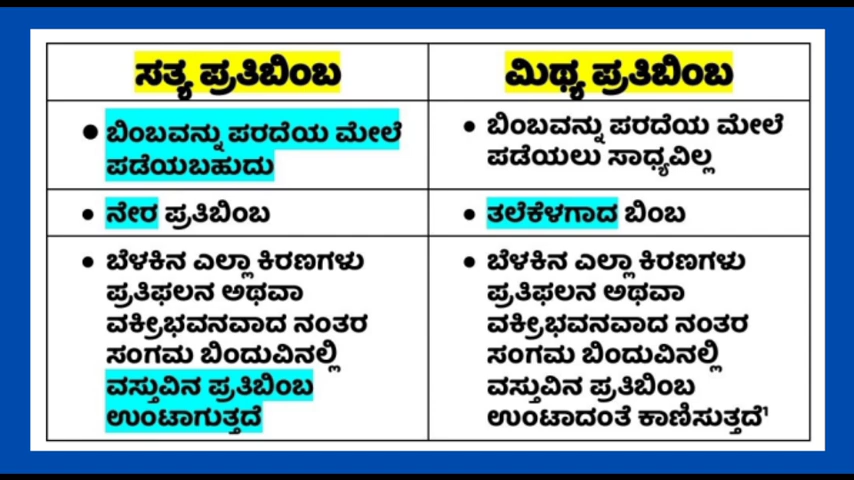 ಸತ್ಯ ಪ್ರತಿಬಿಂಬ
ಮಿಥ್ಯ ಪ್ರತಿಬಿಂಬ
• ಬಿಂಬವನ್ನು ಪರದೆಯ ಮೇಲೆ
ಪಡೆಯಬಹುದು
• ಬಿಂಬವನ್ನು ಪರದೆಯ ಮೇಲೆ
ಪಡೆಯಲು ಸಾಧ್ಯವಿಲ್ಲ
• ನೇರ ಪ್ರತಿಬಿಂಬ
• ತಲೆಕೆಳಗಾದ ಬಿಂಬ
• ಬೆಳಕಿನ ಎಲ್ಲಾ ಕಿರಣಗಳು
ಪ್ರತಿಫಲನ ಅಥವಾ
ವಕ್ರೀಭವನವಾದ ನಂತರ
ಸಂಗಮ ಬಿಂದುವಿನಲ್ಲಿ
ವಸ್ತುವಿನ ಪ್ರತಿಬಿಂಬ
ಉಂಟಾಗುತ್ತದೆ
• ಬೆಳಕಿನ ಎಲ್ಲಾ ಕಿರಣಗಳು
ಪ್ರತಿಫಲನ ಅಥವಾ
ವಕ್ರೀಭವನವಾದ ನಂತರ
ಸಂಗಮ ಬಿಂದುವಿನಲ್ಲಿ
ವಸ್ತುವಿನ ಪ್ರತಿಬಿಂಬ
ಉಂಟಾದಂತೆ ಕಾಣಿಸುತ್ತದೆ¹